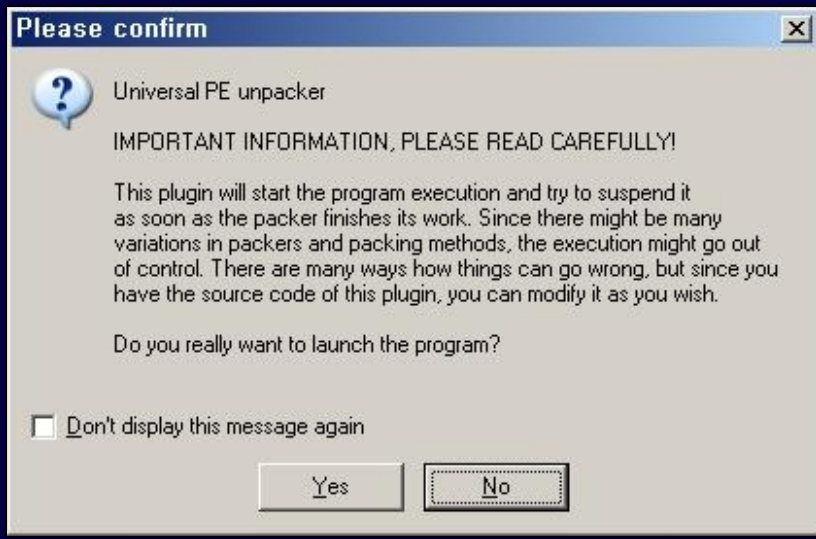 Please confirm
Universal PE unpacker
IMPORTANT INFORMATION, PLEASE READ CAREFULLY!
This plugin will start the program execution and try to suspend it
as soon as the packer finishes its work. Since there might be many
variations in packers and packing methods, the execution might go out
of control. There are many ways how things can go wrong, but since you
have the source code of this plugin, you can modify it as you wish.
Do you really want to launch the program?
Don't display this message again
Yes
No